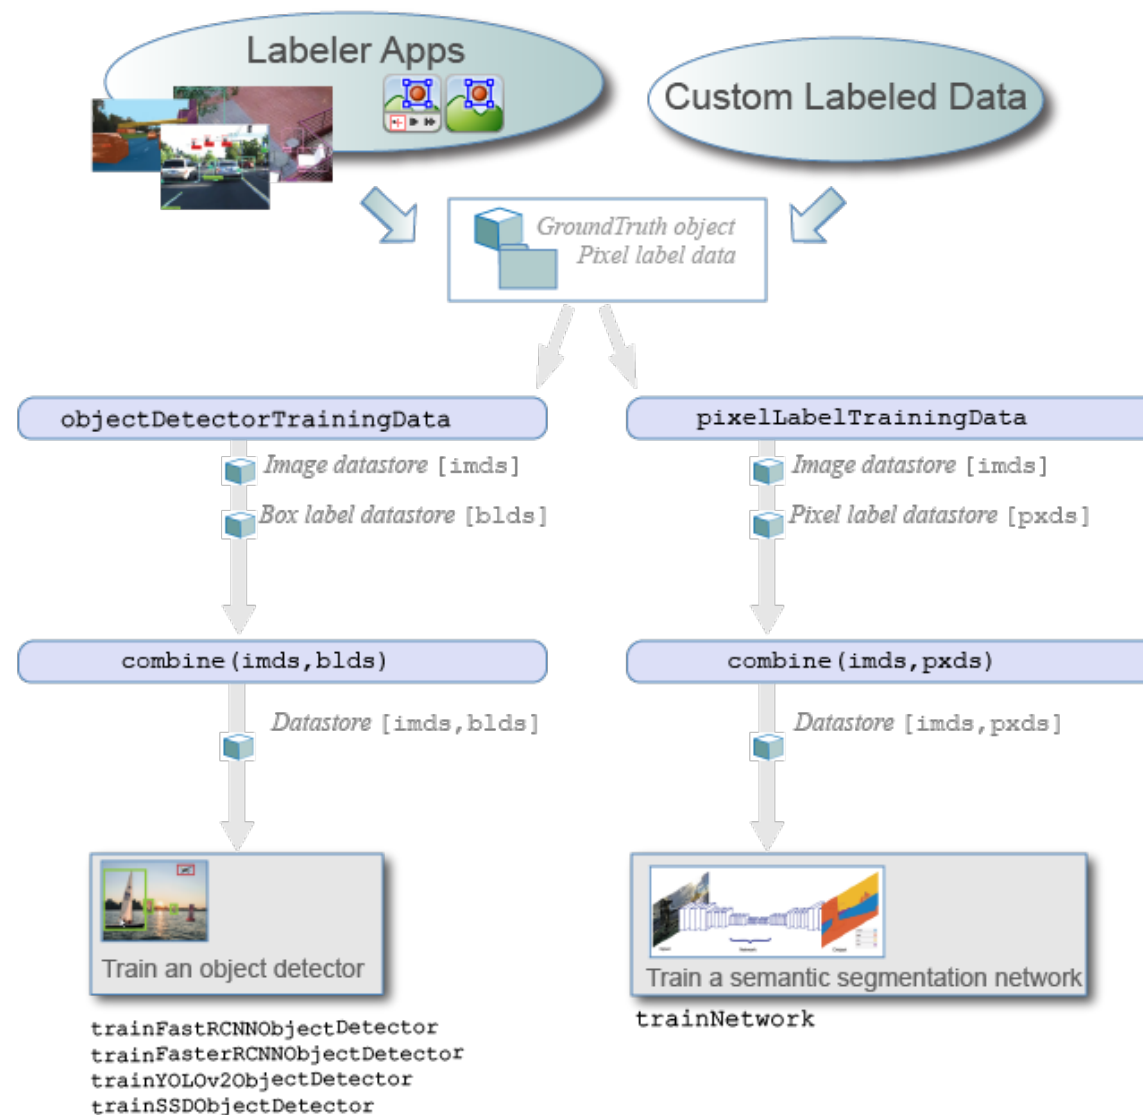 Labeler Apps
Custom Labeled Data
GroundTruth object
Pixel label data
objectDetectorTrainingData
Image datastore [imds]
Box label datastore [blds]
combine(imds,blds)
Datastore [imds,blds]
Train an object detector
trainFastRCNNObjectDetector
trainFasterRCNNObjectDetector
trainYOLOv2ObjectDetector
trainSSDObjectDetector
pixelLabelTrainingData
Image datastore [imds]
Pixel label datastore [pxds]
combine(imds,pxds)
Datastore [imds,pxds]
Train a semantic segmentation network
trainNetwork